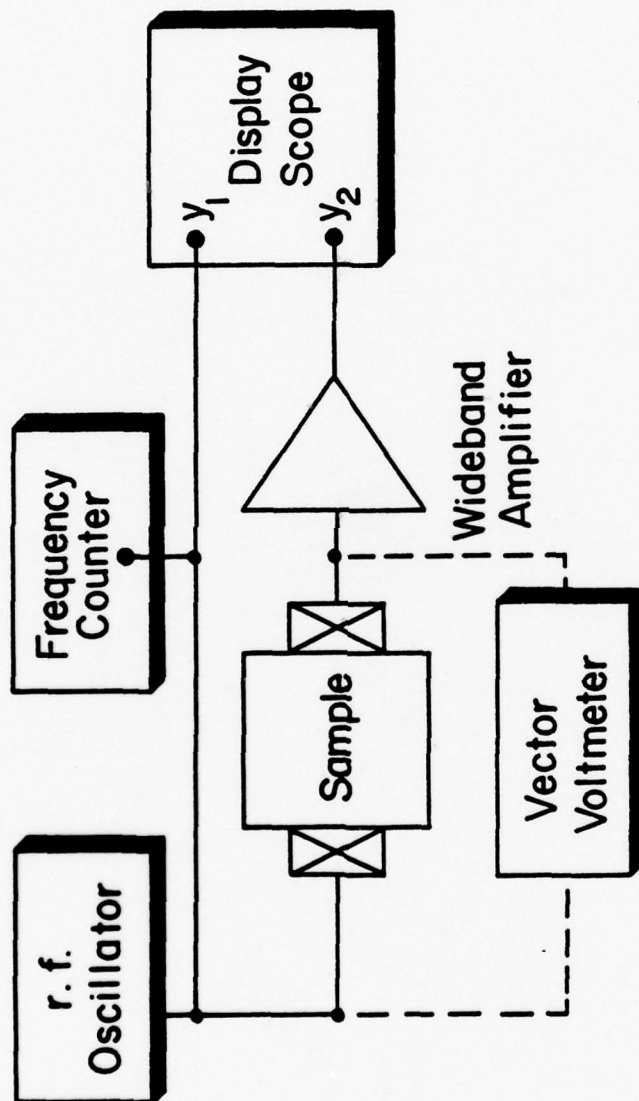 r. f.
Oscillator
Frequency
Counter
y1
Display
Scope
y2
Sample
Wideband
Amplifier
Vector
Voltmeter